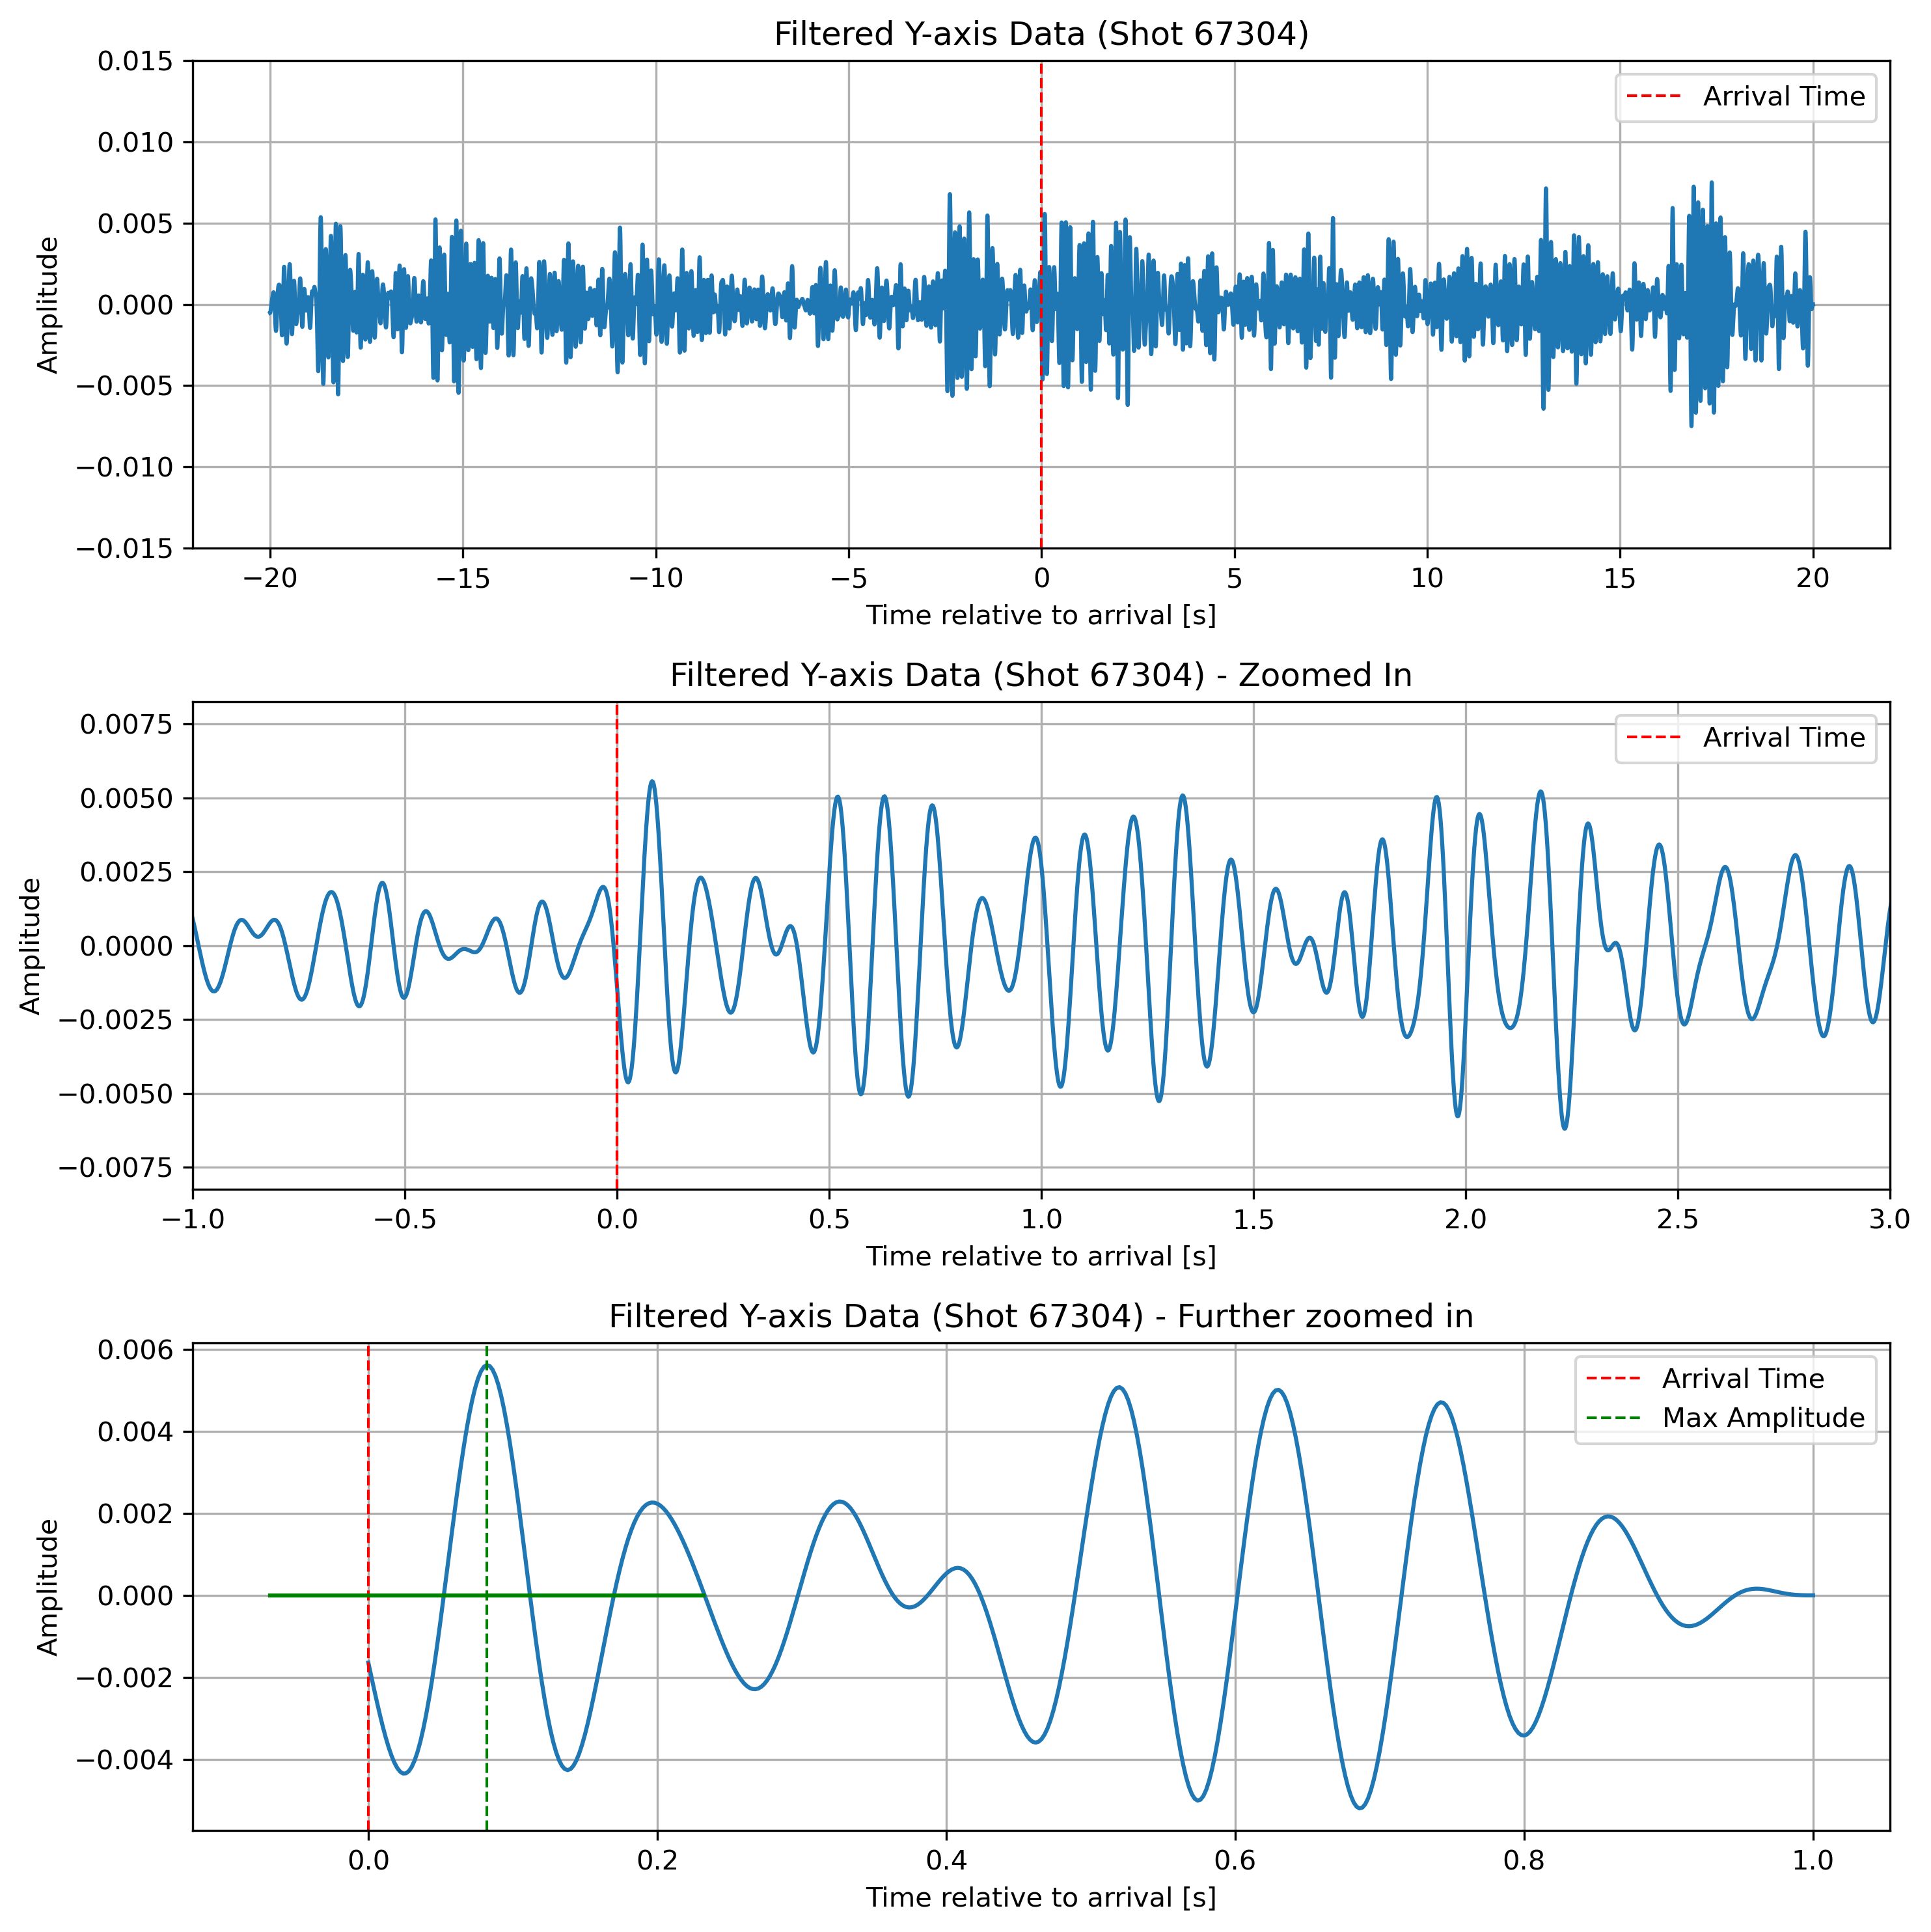 Filtered Y-axis Data (Shot 67304)
0.015
0.010
0.005
0.000
−0.005
−0.010
−0.015
Amplitude
Arrival Time
−20 −15 −10 −5 0 5 10 15 20
Time relative to arrival [s]
Filtered Y-axis Data (Shot 67304) - Zoomed In
0.0075
0.0050
0.0025
0.0000
−0.0025
−0.0050
−0.0075
Amplitude
Arrival Time
−1.0 −0.5 0.0 0.5 1.0 1.5 2.0 2.5 3.0
Time relative to arrival [s]
Filtered Y-axis Data (Shot 67304) - Further zoomed in
0.006
0.004
0.002
0.000
−0.002
−0.004
Amplitude
Arrival Time
Max Amplitude
0.0 0.2 0.4 0.6 0.8 1.0
Time relative to arrival [s]